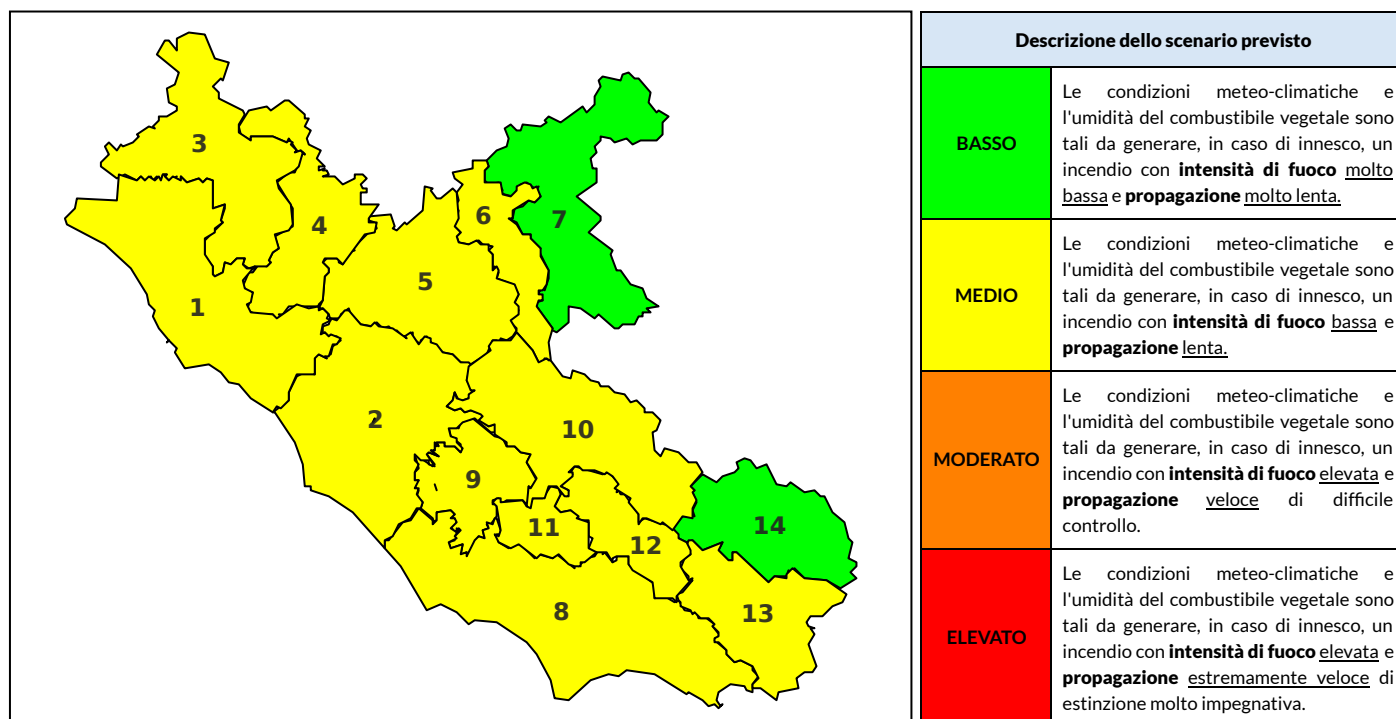 3
4
6
7
5
1
2
10
9
11
12
14
8
13
Descrizione dello scenario previsto
BASSO
Le condizioni meteo-climatiche e
l'umidità del combustibile vegetale sono
tali da generare, in caso di innesco, un
incendio con intensità di fuoco molto
bassa e propagazione molto lenta.
MEDIO
Le condizioni meteo-climatiche e
l'umidità del combustibile vegetale sono
tali da generare, in caso di innesco, un
incendio con intensità di fuoco bassa e
propagazione lenta.
MODERATO
Le condizioni meteo-climatiche e
l'umidità del combustibile vegetale sono
tali da generare, in caso di innesco, un
incendio con intensità di fuoco elevata e
propagazione veloce di difficile
controllo.
ELEVATO
Le condizioni meteo-climatiche e
l'umidità del combustibile vegetale sono
tali da generare, in caso di innesco, un
incendio con intensità di fuoco elevata e
propagazione estremamente veloce di
estinzione molto impegnativa.